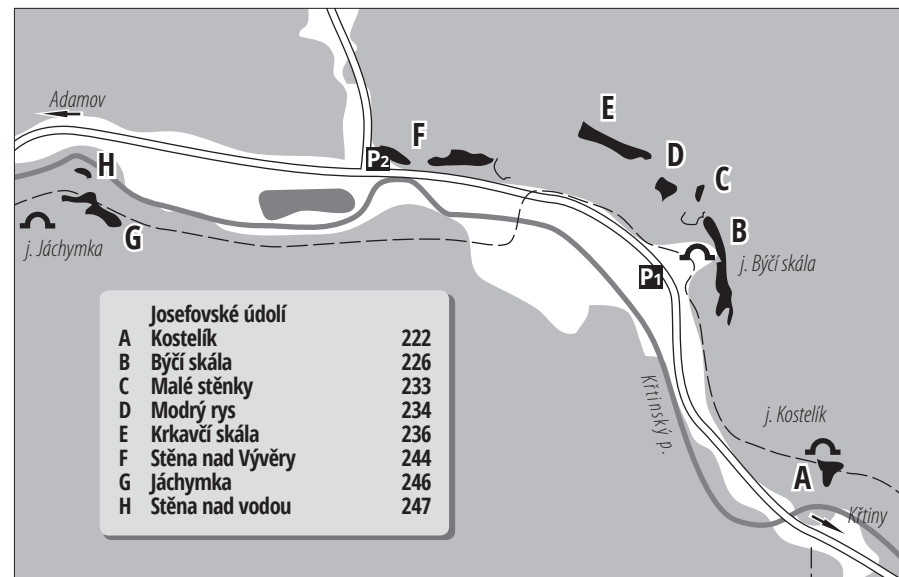 Adamov
H
G
j. Jáchymka
P2
F
E
D
C
B
j. Býčí skála
P1
Křtinský p.
j. Kostelík
A
Křtiny
Josefovské údolí
A Kostelík 222
B Býčí skála 226
C Malé stěnky 233
D Modrý rys 234
E Krkavčí skála 236
F Stěna nad Vývěry 244
G Jáchymka 246
H Stěna nad vodou 247